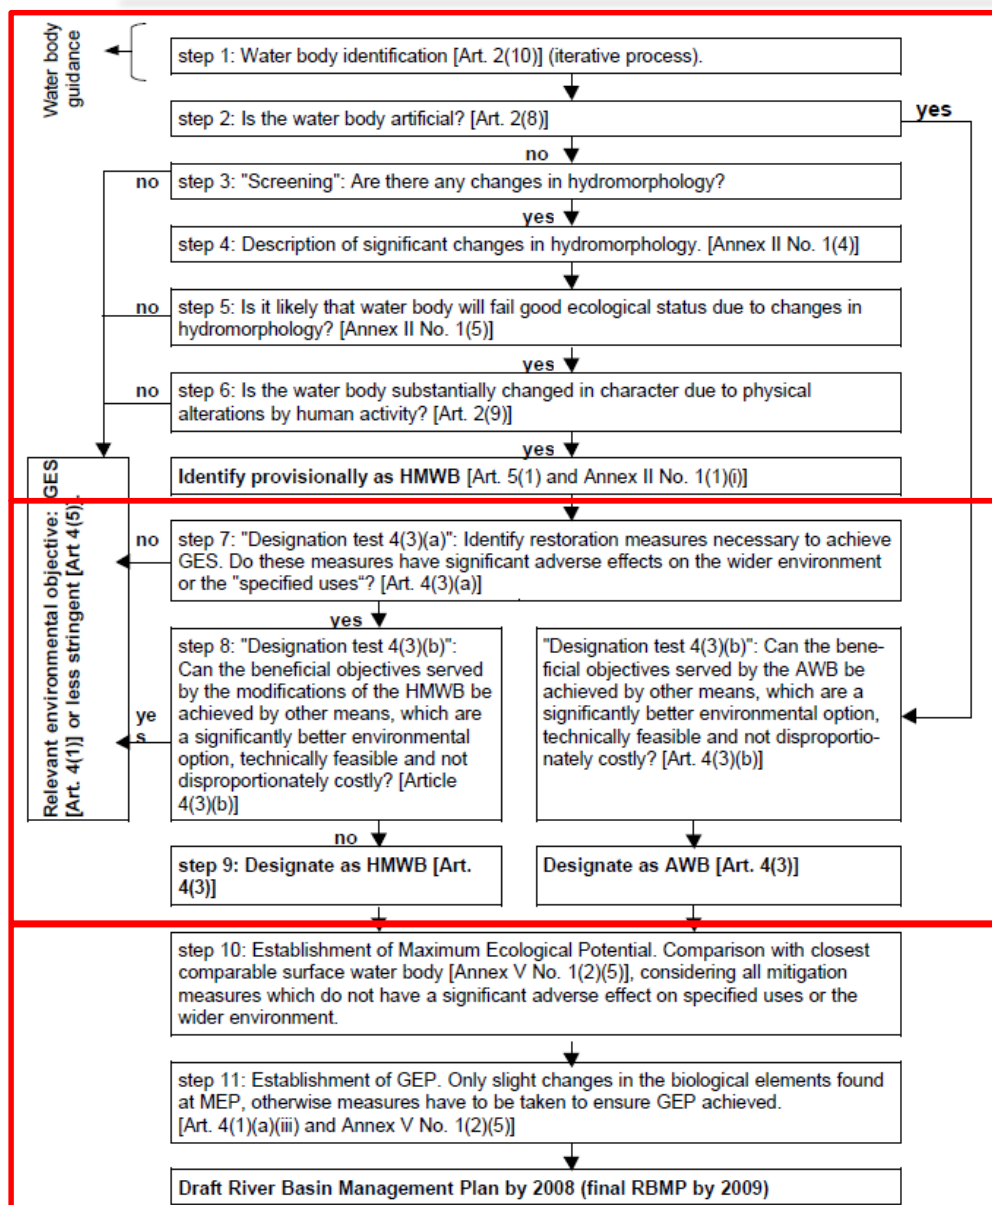 Water body
guidance
step 1: Water body identification [Art. 2(10)] (iterative process).
step 2: Is the water body artificial? [Art. 2(8)]
yes
no
no
step 3: "Screening": Are there any changes in hydromorphology?
yes
step 4: Description of significant changes in hydromorphology. [Annex II No. 1(4)]
no
step 5: Is it likely that water body will fail good ecological status due to changes in
hydromorphology? [Annex II No. 1(5)]
yes
no
step 6: Is the water body substantially changed in character due to physical
alterations by human activity? [Art. 2(9)]
yes
Identify provisionally as HMWB [Art. 5(1) and Annex II No. 1(1)(i)]
Relevant environmental objective: GES
[Art. 4(1)] or less stringent [Art 4(5)].
no
step 7: "Designation test 4(3)(a)": Identify restoration measures necessary to achieve
GES. Do these measures have significant adverse effects on the wider environment
or the "specified uses“? [Art. 4(3)(a)]
yes
step 8: "Designation test 4(3)(b)":
Can the beneficial objectives served
by the modifications of the HMWB be
achieved by other means, which are
a significantly better environmental
option, technically feasible and not
disproportionately costly? [Article
4(3)(b)]
ye
s
"Designation test 4(3)(b)": Can the bene-
ficial objectives served by the AWB be
achieved by other means, which are a
significantly better environmental option,
technically feasible and not disproportio-
nately costly? [Art. 4(3)(b)]
no
step 9: Designate as HMWB [Art.
4(3)]
Designate as AWB [Art. 4(3)]
step 10: Establishment of Maximum Ecological Potential. Comparison with closest
comparable surface water body [Annex V No. 1(2)(5)], considering all mitigation
measures which do not have a significant adverse effect on specified uses or the
wider environment.
step 11: Establishment of GEP. Only slight changes in the biological elements found
at MEP, otherwise measures have to be taken to ensure GEP achieved.
[Art. 4(1)(a)(iii) and Annex V No. 1(2)(5)]
Draft River Basin Management Plan by 2008 (final RBMP by 2009)